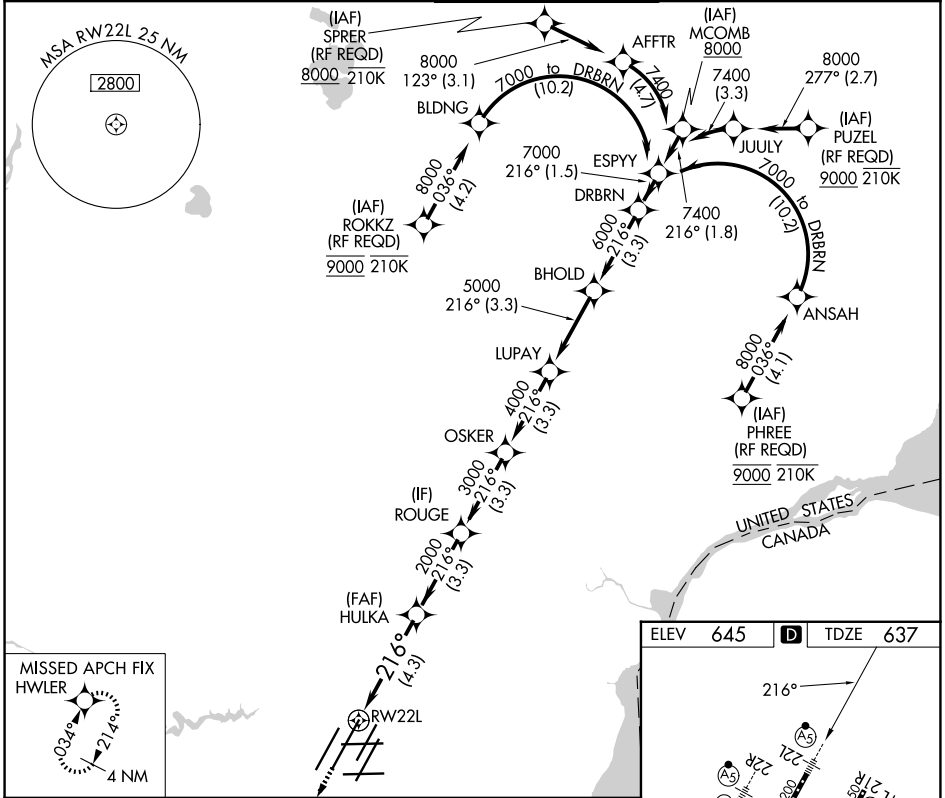 MSA RW22L 25 NM
2800
(IAF)
SPRER
(RF REQD)
8000 210K
8000
123° (3.1)
AFFTR
7400
(4.7)
(IAF)
MCOMB
8000
7400
(3.3)
8000
277° (2.7)
JUULY
(IAF)
PUZEL
(RF REQD)
9000 210K
BLDNG
7000 to DRBRN
(10.2)
8000
036°
(4.2)
(IAF)
ROKKZ
(RF REQD)
9000 210K
ESPYY
7000
216° (1.5)
DRBRN
7400
216° (1.8)
7000 to DRBRN
(10.2)
ANSAH
8000
036°
(4.1)
(IAF)
PHREE
(RF REQD)
9000 210K
6000
216°
(3.3)
BHOLD
5000
216° (3.3)
LUPAY
4000
216°
(3.3)
OSKER
3000
216°
(3.3)
(IF)
ROUGE
2000
216°
(3.3)
(FAF)
HULKA
216°
(4.3)
RW22L
UNITED STATES
CANADA
MISSED APCH FIX
HWLER
034°
214°
4 NM
ELEV 645 D TDZE 637
216°
A5
22L
A5
22R
200
21R